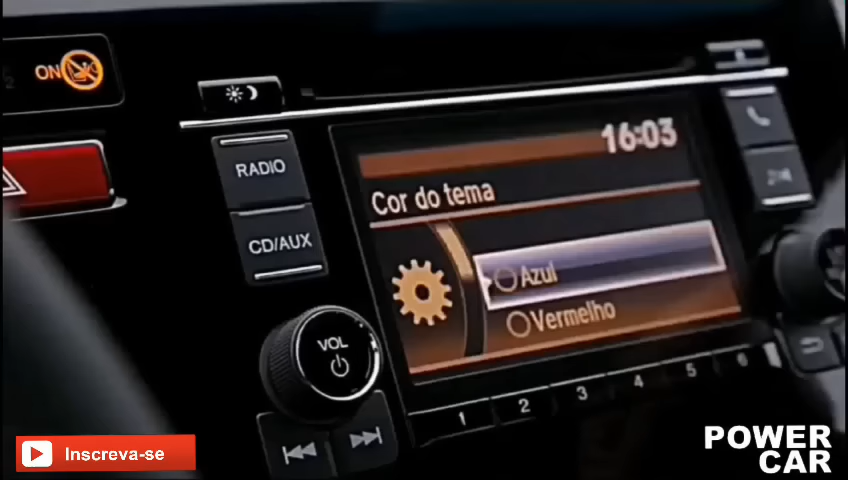 ON
16:03
RADIO
Cor do tema
CD/AUX
Azul
Vermelho
VOL
1 2 3 4 5 6
Inscreva-se
POWER
CAR